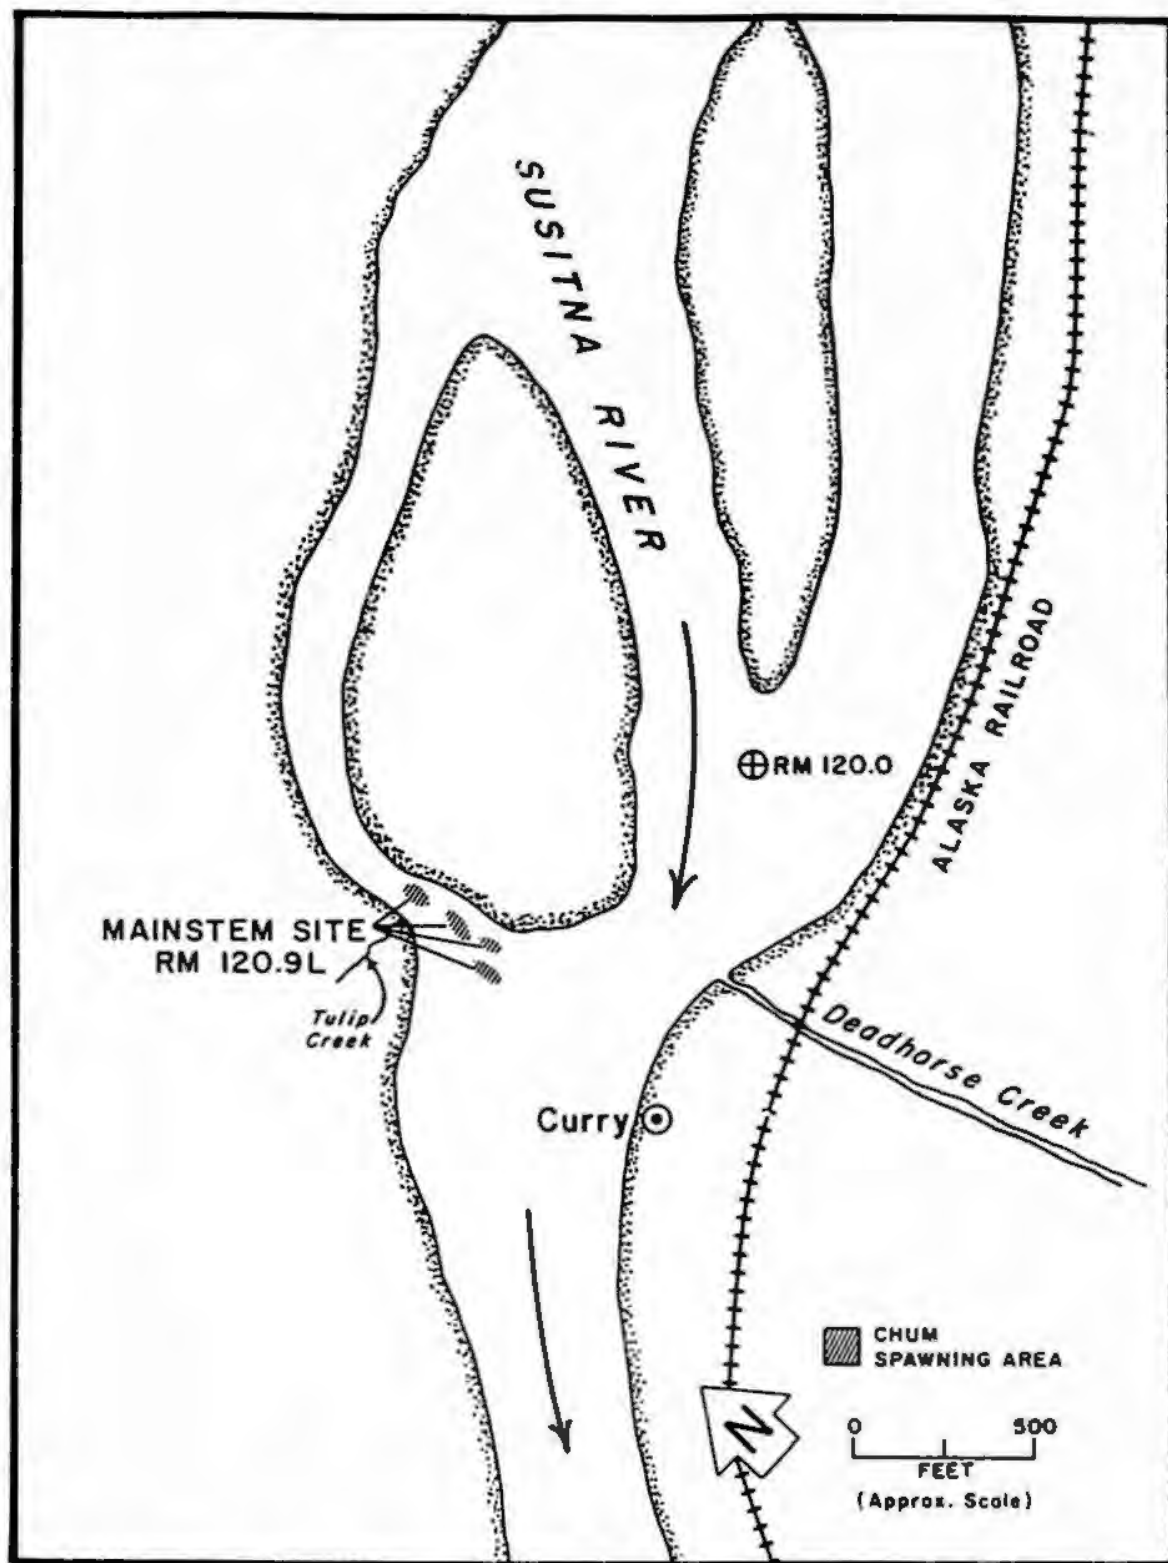 SUSITNA RIVER
RM 120.0
ALASKA RAILROAD
MAINSTEM SITE
RM 120.9L
Tulip
Creek
Deadhorse Creek
Curry
CHUM
SPAWNING AREA
N
0 500
FEET
(Approx. Scale)